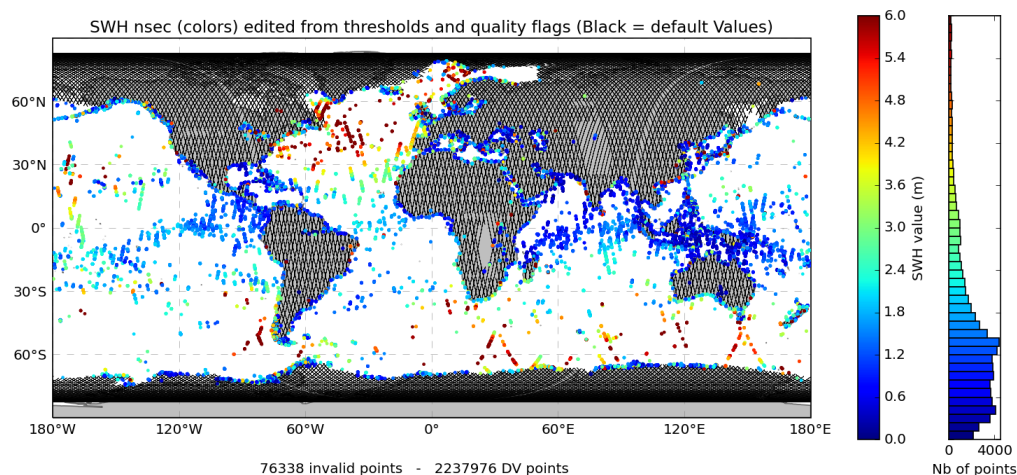 SWH nsec (colors) edited from thresholds and quality flags (Black = default Values)
60°N
30°N
0°
30°S
60°S
180°W 120°W 60°W 0° 60°E 120°E 180°E
76338 invalid points - 2237976 DV points
6.0
5.4
4.8
4.2
3.6
3.0
2.4
1.8
1.2
0.6
0.0
SWH value (m)
0 4000
Nb of points